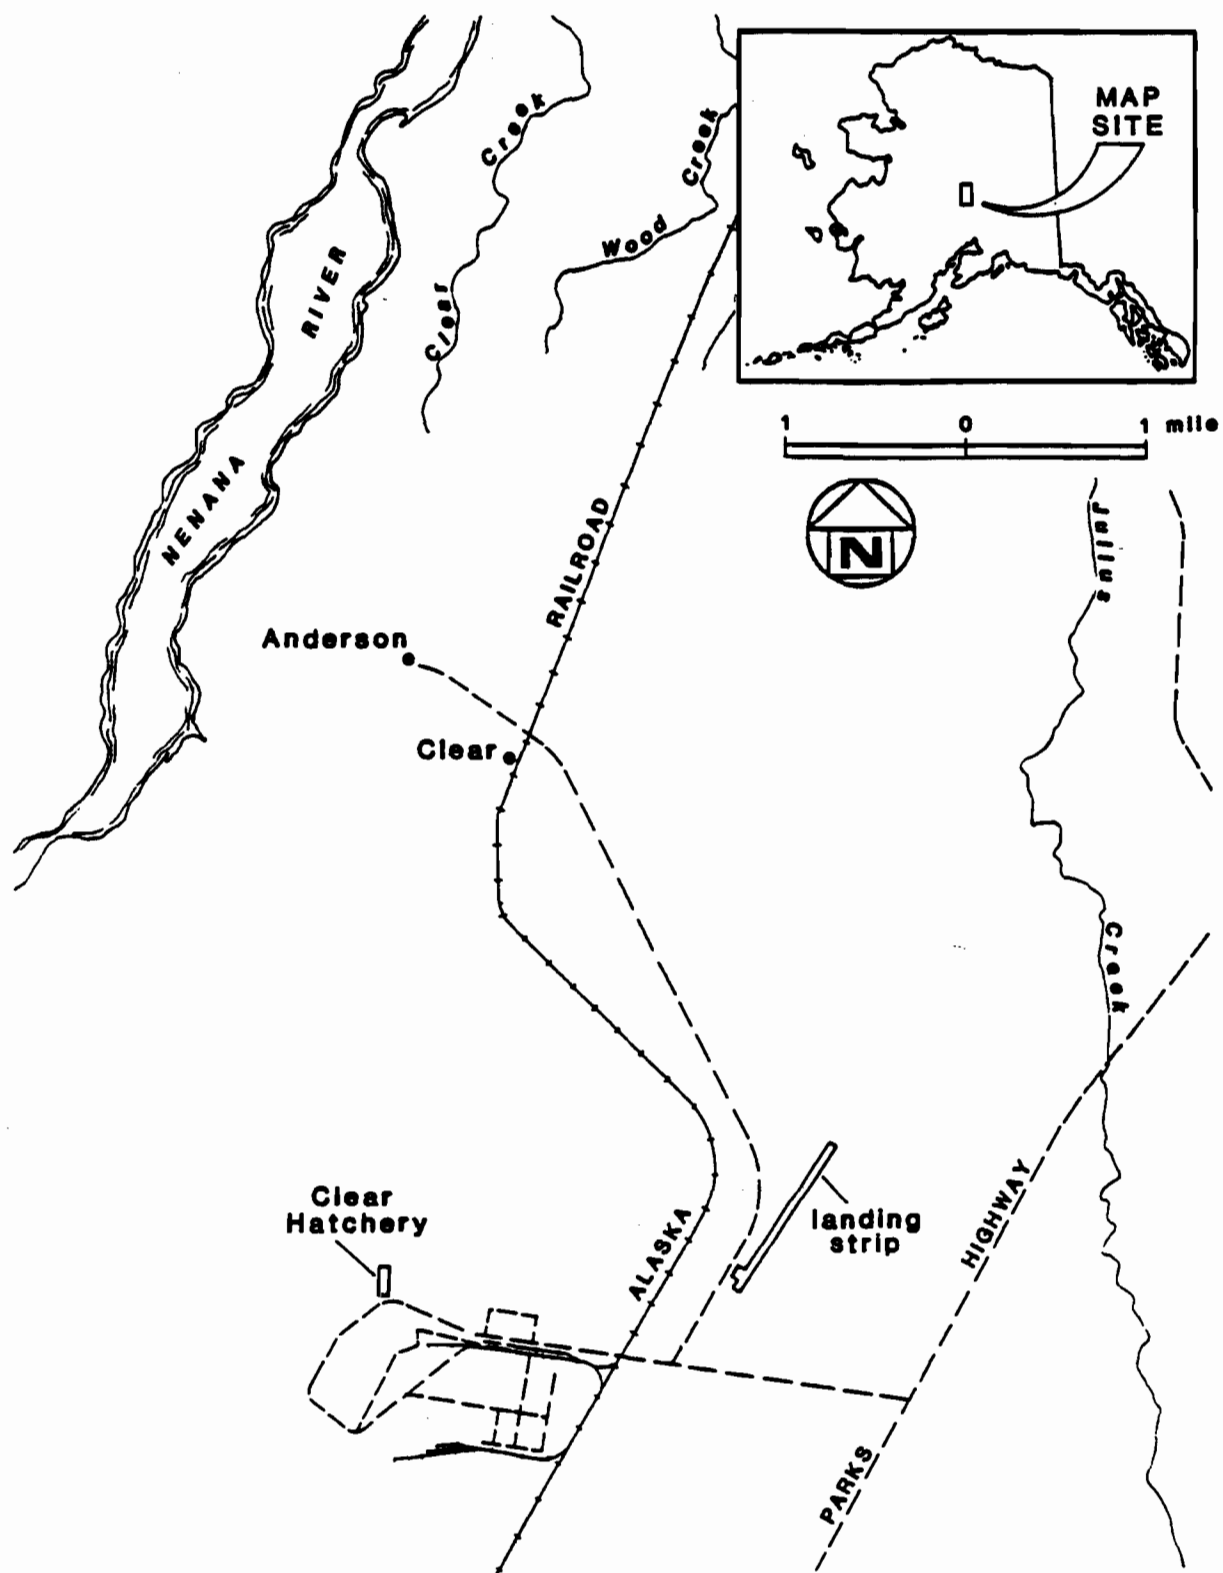 Clear Creek
Wood Creek
MAP
SITE
NENANA RIVER
1 0 1 mile
N
Julius Creek
Anderson
Clear
ALASKA RAILROAD
Clear
Hatchery
landing
strip
PARKS HIGHWAY